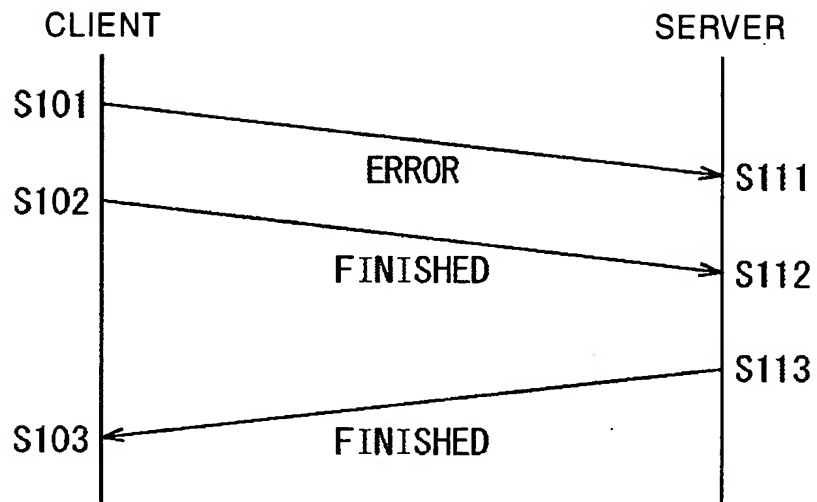 CLIENT
SERVER
S101
ERROR
S111
S102
FINISHED
S112
S113
S103
FINISHED